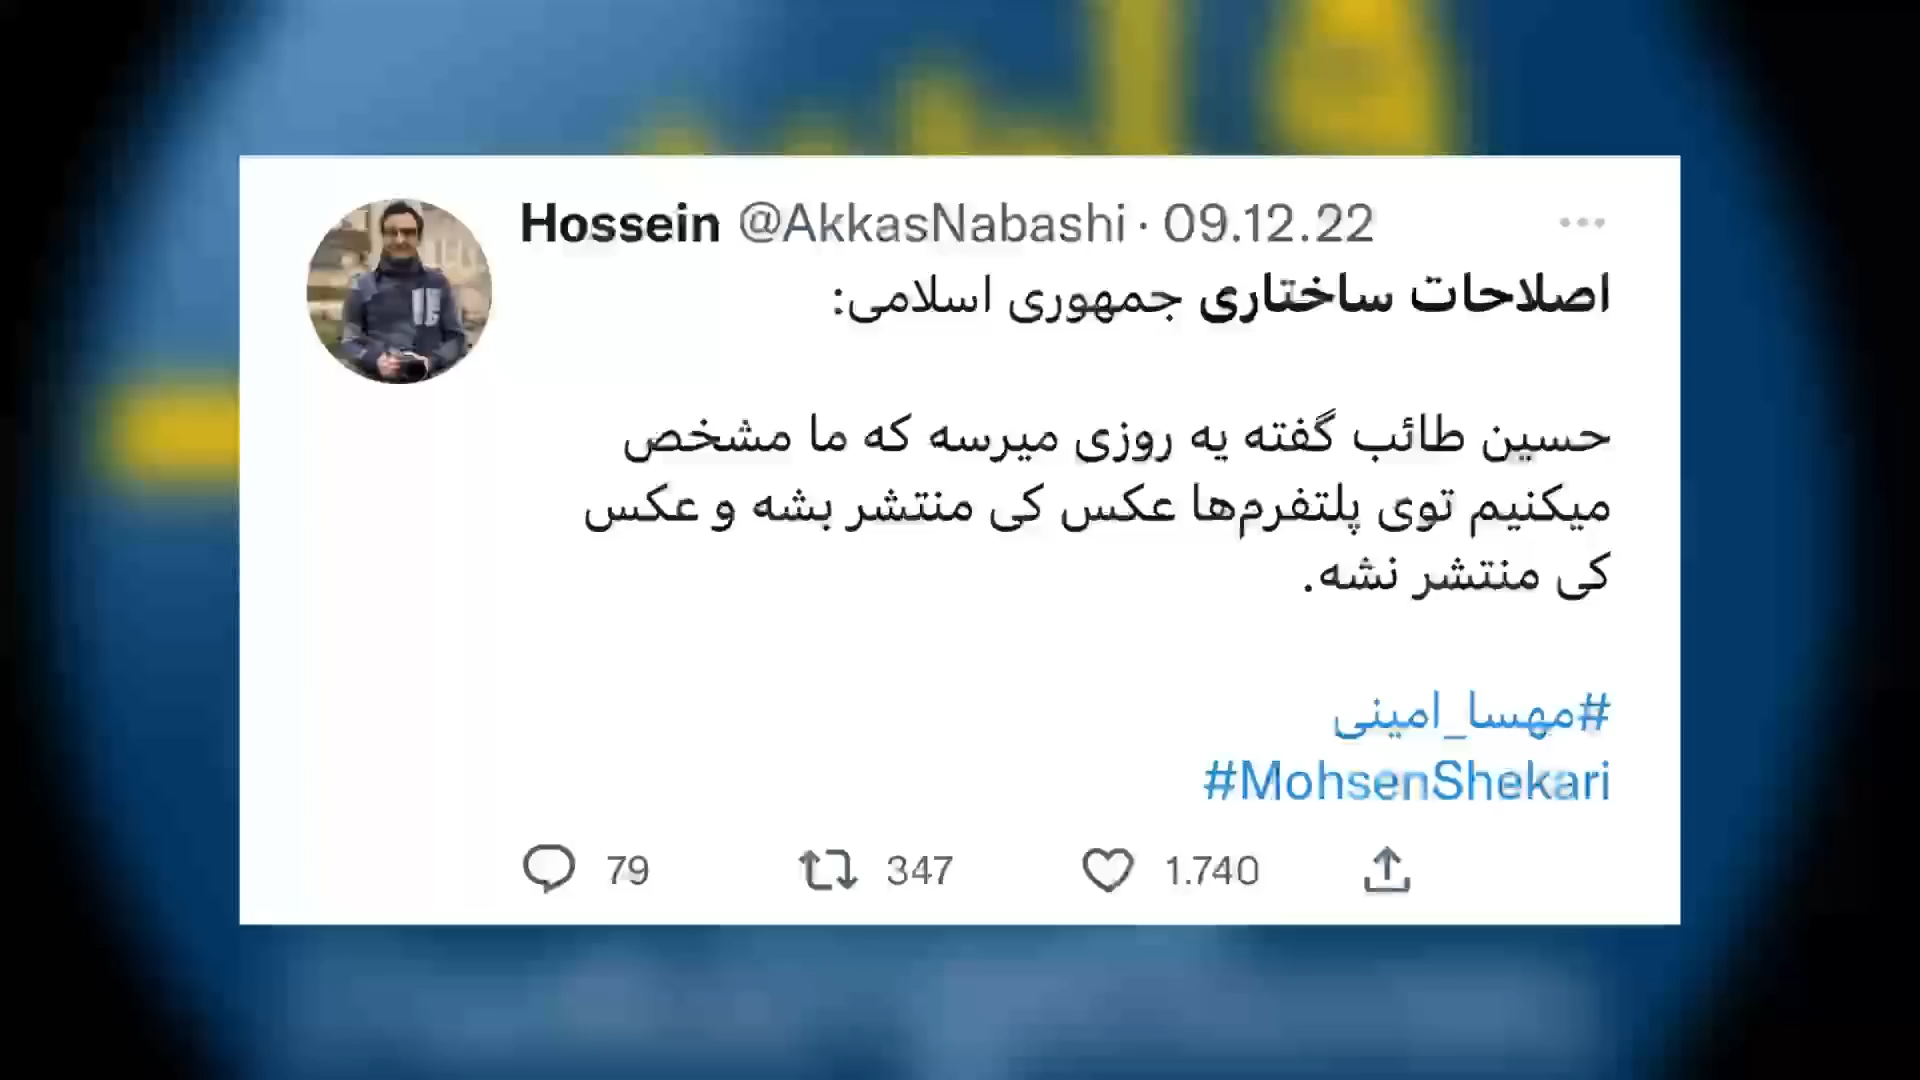 Hossein @AkkasNabashi · 09.12.22
اصلاحات ساختاری جمهوری اسلامی:
حسین طائب گفته یه روزی میرسه که ما مشخص
میکنیم توی پلتفرم‌ها عکس کی منتشر بشه و عکس
کی منتشر نشه.
#مهسا_امینی
#MohsenShekari
79 347 1.740